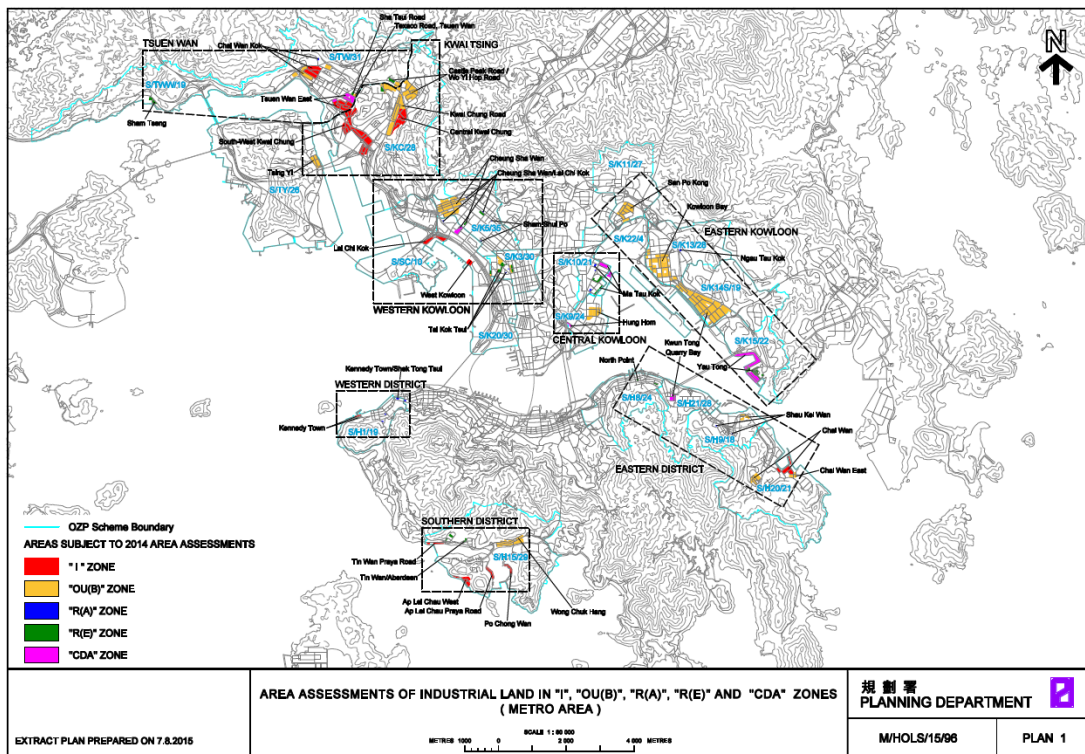 Sha Tsui Road
Texaco Road, Tsuen Wan
TSUEN WAN
Chai Wan Kok
S/TW/31
KWAI TSING
N
S/TWW/19
Castle Peak Road /
Wo Yi Hop Road
Tsuen Wan East
Kwai Chung Road
Sham Tseng
Central Kwai Chung
South-West Kwai Chung
S/KC/28
Tsing Yi
S/TY/26
Cheung Sha Wan
Cheung Sha Wan/Lai Chi Kok
S/K11/27
San Po Kong
Kowloon Bay
Sham Shui Po
S/K5/35
EASTERN KOWLOON
S/K22/4
S/K13/28
Lai Chi Kok
S/K3/30
Ngau Tau Kok
S/SC/10
S/K10/21
S/K14S/19
West Kowloon
Ma Tau Kok
WESTERN KOWLOON
S/K9/24
Hung Hom
Tai Kok Tsui
S/K20/30
CENTRAL KOWLOON
Kwun Tong
S/K15/22
Quarry Bay
North Point
Yau Tong
Kennedy Town/Shek Tong Tsui
WESTERN DISTRICT
S/H8/24
S/H21/28
Shau Kei Wan
Kennedy Town
S/H1/19
S/H9/18
Chai Wan
EASTERN DISTRICT
Chai Wan East
S/H20/21
SOUTHERN DISTRICT
Tin Wan Praya Road
S/H15/29
Tin Wan/Aberdeen
Ap Lei Chau West
Ap Lei Chau Praya Road
Wong Chuk Hang
Po Chong Wan
OZP Scheme Boundary
AREAS SUBJECT TO 2014 AREA ASSESSMENTS
"I" ZONE
"OU(B)" ZONE
"R(A)" ZONE
"R(E)" ZONE
"CDA" ZONE
AREA ASSESSMENTS OF INDUSTRIAL LAND IN "I", "OU(B)", "R(A)", "R(E)" AND "CDA" ZONES
( METRO AREA )
SCALE 1 : 80 000
METRES 1000 0 2 000 4 000 METRES
EXTRACT PLAN PREPARED ON 7.8.2015
規劃署
PLANNING DEPARTMENT
M/HOLS/15/96
PLAN 1